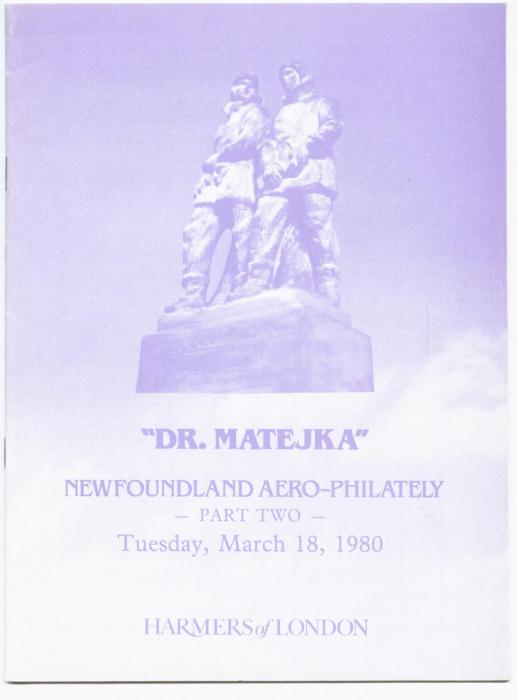 "DR. MATEJKA"
NEWFOUNDLAND AERO-PHILATELY
— PART TWO —
Tuesday, March 18, 1980
HARMERS of LONDON